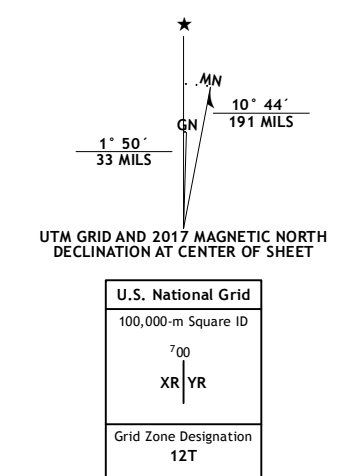 ★
MN
GN
10° 44´
191 MILS
1° 50´
33 MILS
UTM GRID AND 2017 MAGNETIC NORTH
DECLINATION AT CENTER OF SHEET
U.S. National Grid
100,000-m Square ID
⁷00
XR YR
Grid Zone Designation
12T